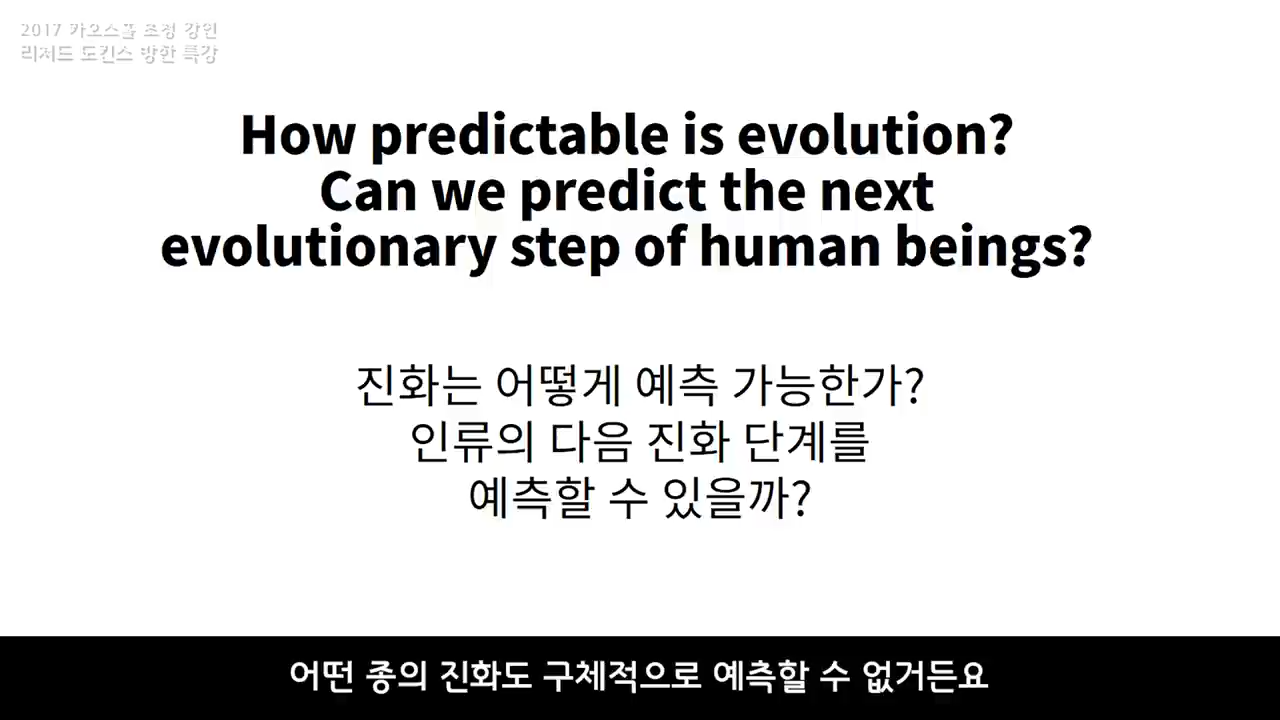 2017 카오스홀 초청 강연
리처드 도킨스 방한 특강
How predictable is evolution?
Can we predict the next
evolutionary step of human beings?
진화는 어떻게 예측 가능한가?
인류의 다음 진화 단계를
예측할 수 있을까?
어떤 종의 진화도 구체적으로 예측할 수 없거든요